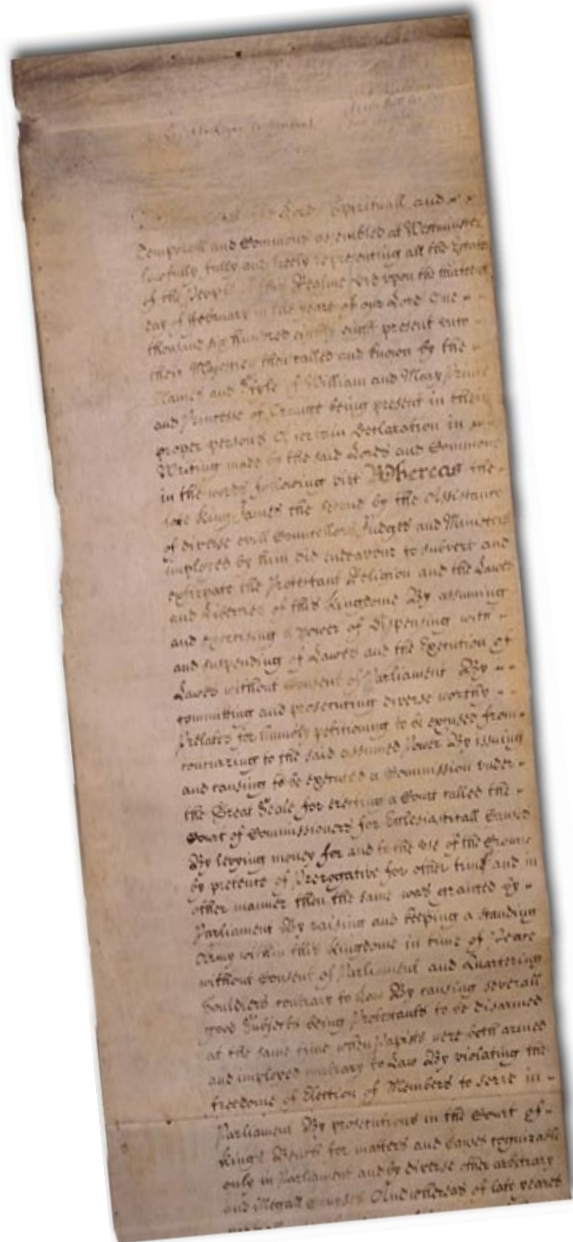 the Lords Spirituall and
Temporall and Commons assembled at Westminster
lawfully fully and freely representing all the Estates
of the People of this Realme did upon the thirteenth
day of February in the yeare of our Lord One
thousand six hundred eighty eight present unto
their Majesties then called and known by the
Names and Stile of William and Mary Prince
and Princesse of Orange being present in their
proper persons A certain Declaration in
Writing made by the said Lords and Commons
in the words following viz Whereas the
late King James the second by the Assistance
of diverse evill Councellors Judges and Ministers
imployed by him did endeavour to subvert and
extirpate the Protestant Religion and the Lawes
and Liberties of this Kingdome By assuming
and exercising a power of dispensing with
and suspending of Lawes and the Execution of
Lawes without Consent of Parliament By
committing and prosecuting diverse worthy
Prelates for humbly petitioning to be excused from
concurring to the said assumed Power By issuing
and causing to be executed a Commission under
the Great Seale for erecting a Court called the
Court of Commissioners for Ecclesiasticall Causes
By levying money for and to the use of the Crowne
by pretence of Prerogative for other time and in
other manner then the same was granted by
Parliament By raising and keeping a standing
Army within this Kingdome in time of Peace
without Consent of Parliament and Quartering
Souldiers contrary to Law By causing severall
good Subjects being Protestants to be disarmed
at the same time when Papists were both armed
and imployed contrary to Law By violating the
freedome of Election of Members to serve in
Parliament By prosecutions in the Court of
Kings Bench for matters and Causes cognizable
only in Parliament and by diverse other arbitrary
and illegall courses And whereas of late yeares